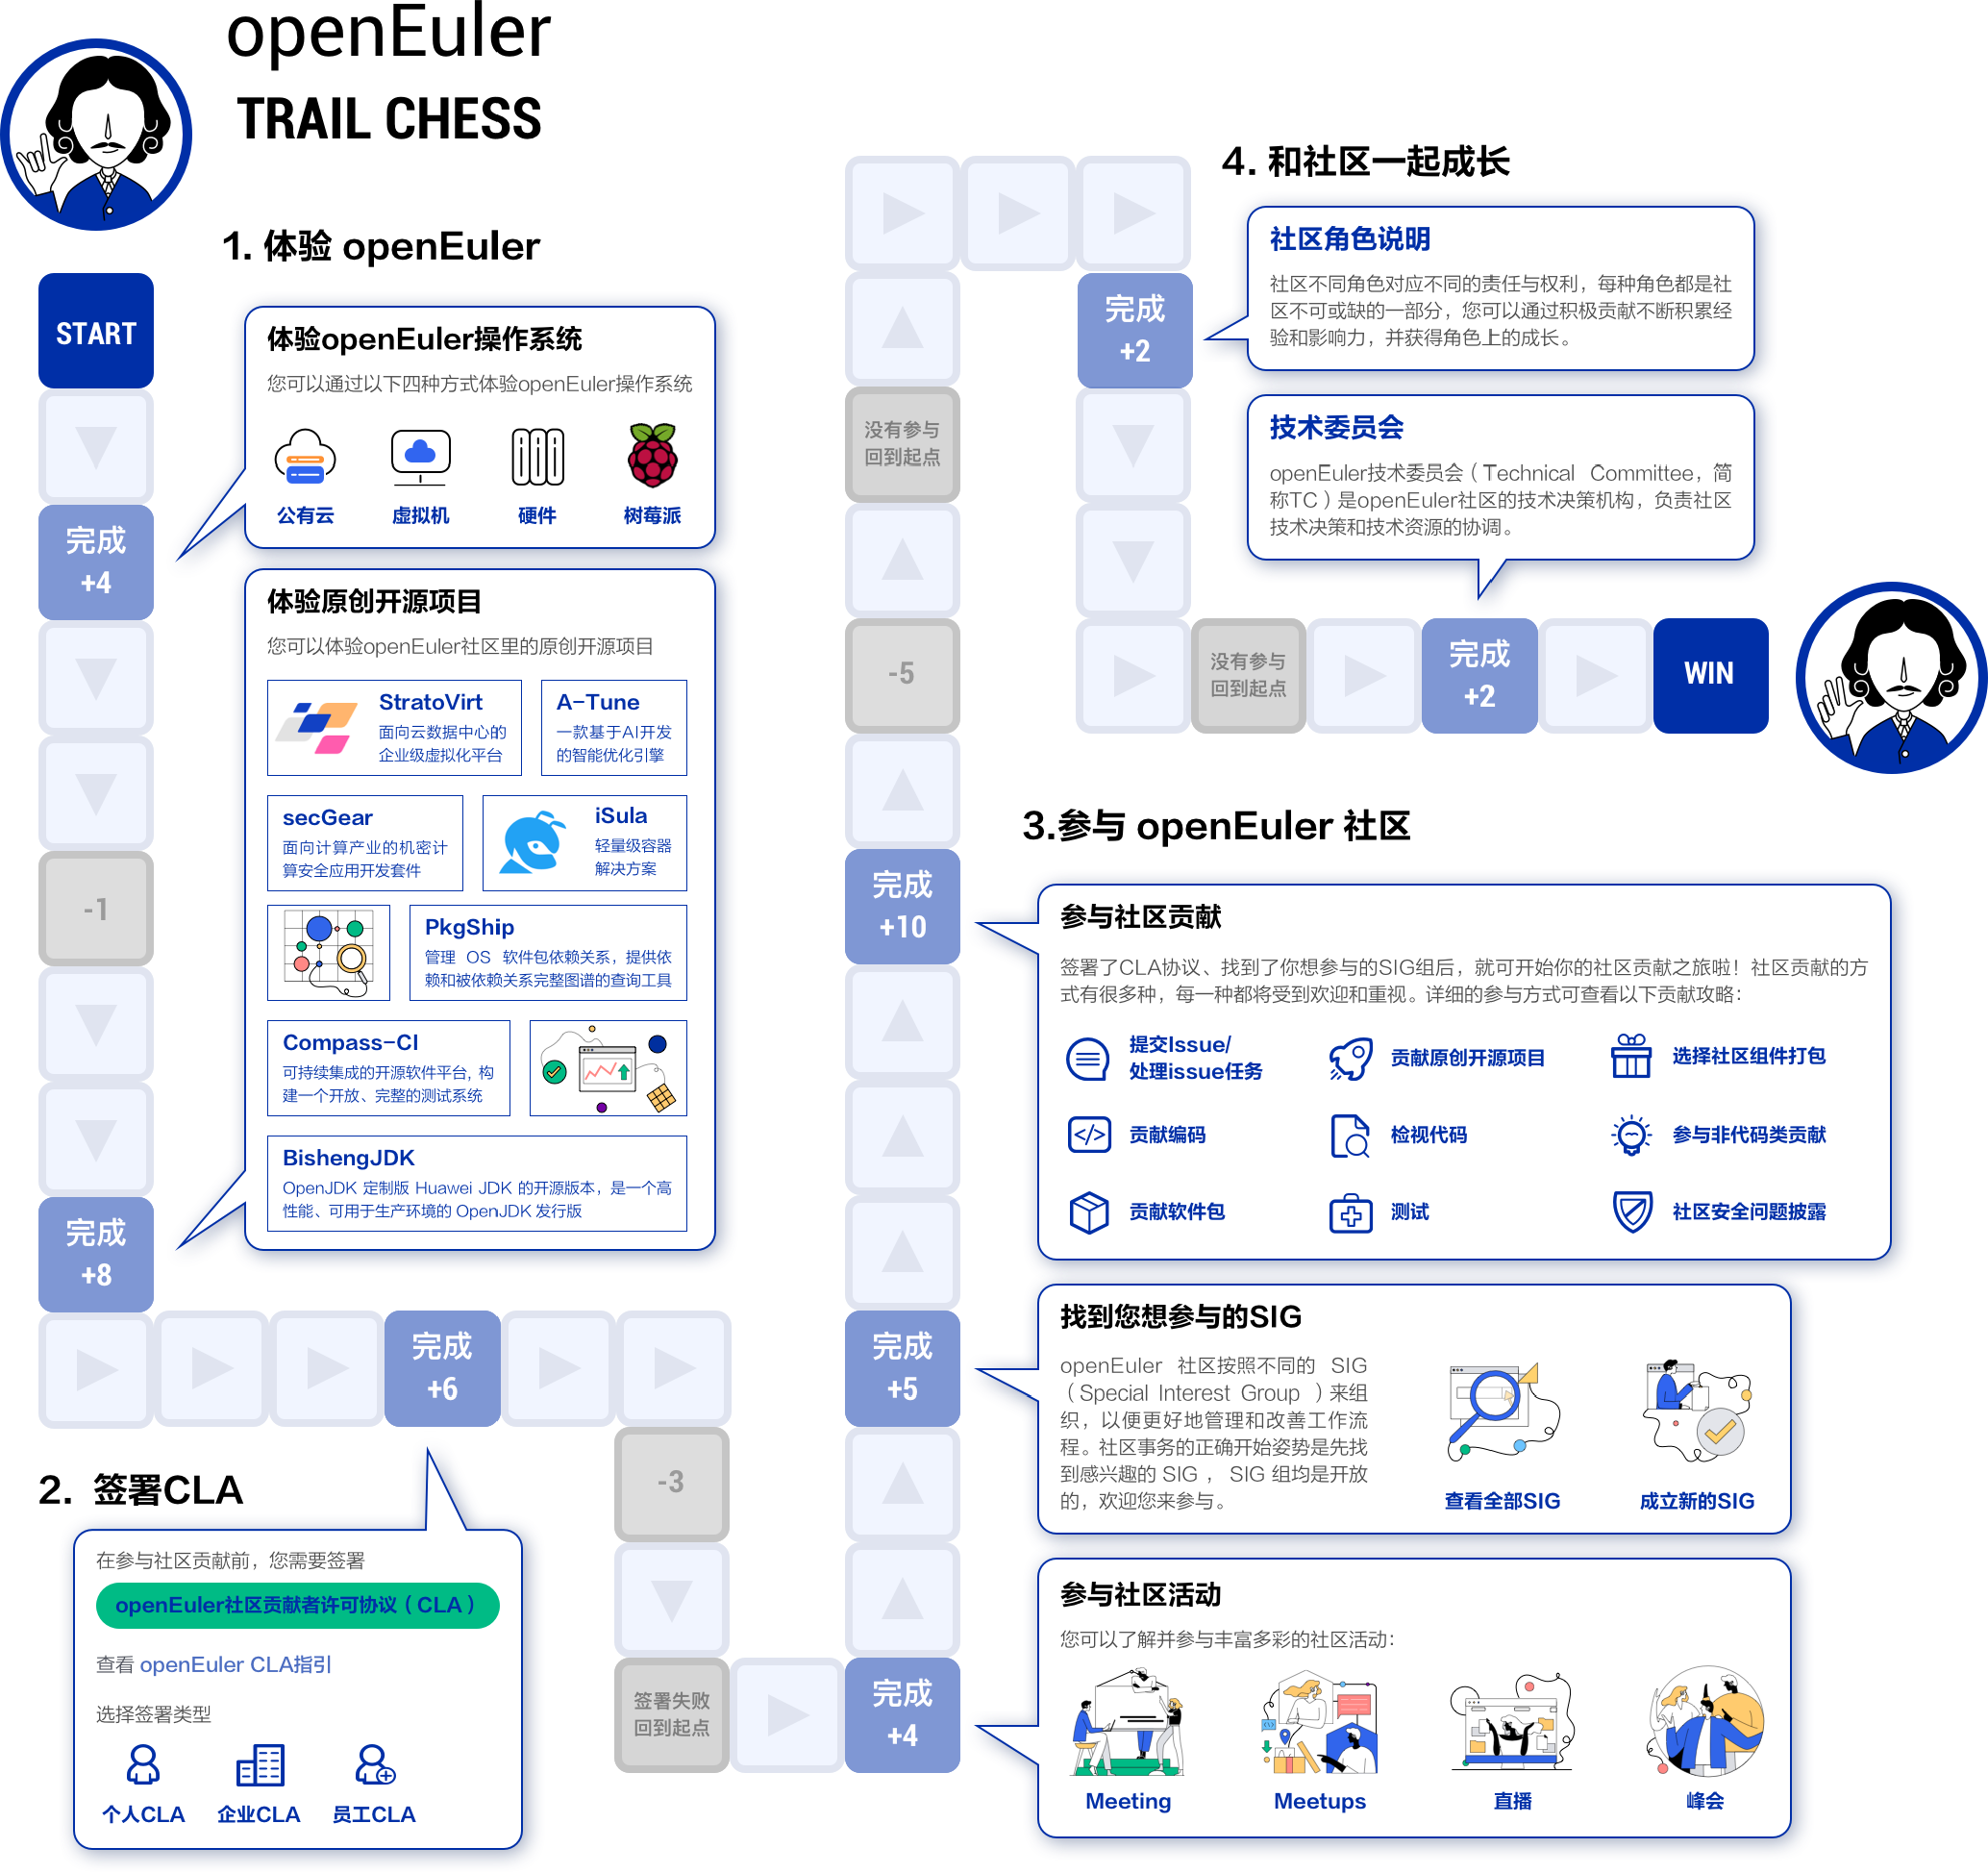 openEuler
TRAIL CHESS
1. 体验 openEuler
START
体验openEuler操作系统
您可以通过以下四种方式体验openEuler操作系统
公有云
虚拟机
硬件
树莓派
完成
+4
体验原创开源项目
您可以体验openEuler社区里的原创开源项目
StratoVirt
面向云数据中心的
企业级虚拟化平台
A-Tune
一款基于AI开发
的智能优化引擎
secGear
面向计算产业的机密计
算安全应用开发套件
iSula
轻量级容器
解决方案
-1
PkgShip
管理 OS 软件包依赖关系，提供依
赖和被依赖关系完整图谱的查询工具
Compass-CI
可持续集成的开源软件平台，构
建一个开放、完整的测试系统
BishengJDK
OpenJDK 定制版 Huawei JDK 的开源版本，是一个高
性能、可用于生产环境的 OpenJDK 发行版
完成
+8
完成
+6
2. 签署CLA
在参与社区贡献前，您需要签署
openEuler社区贡献者许可协议（CLA）
查看 openEuler CLA指引
选择签署类型
个人CLA
企业CLA
员工CLA
-3
签署失败
回到起点
完成
+4
参与社区活动
您可以了解并参与丰富多彩的社区活动：
Meeting
Meetups
直播
峰会
完成
+5
找到您想参与的SIG
openEuler 社区按照不同的 SIG
（Special Interest Group ）来组
织，以便更好地管理和改善工作流
程。社区事务的正确开始姿势是先找
到感兴趣的 SIG ， SIG 组均是开放
的，欢迎您来参与。
查看全部SIG
成立新的SIG
3.参与 openEuler 社区
完成
+10
参与社区贡献
签署了CLA协议、找到了你想参与的SIG组后，就可开始你的社区贡献之旅啦！社区贡献的方
式有很多种，每一种都将受到欢迎和重视。详细的参与方式可查看以下贡献攻略：
提交Issue/
处理issue任务
贡献原创开源项目
选择社区组件打包
贡献编码
检视代码
参与非代码类贡献
贡献软件包
测试
社区安全问题披露
-5
没有参与
回到起点
4. 和社区一起成长
完成
+2
社区角色说明
社区不同角色对应不同的责任与权利，每种角色都是社
区不可或缺的一部分，您可以通过积极贡献不断积累经
验和影响力，并获得角色上的成长。
技术委员会
openEuler技术委员会（Technical Committee，简
称TC）是openEuler社区的技术决策机构，负责社区
技术决策和技术资源的协调。
没有参与
回到起点
完成
+2
WIN